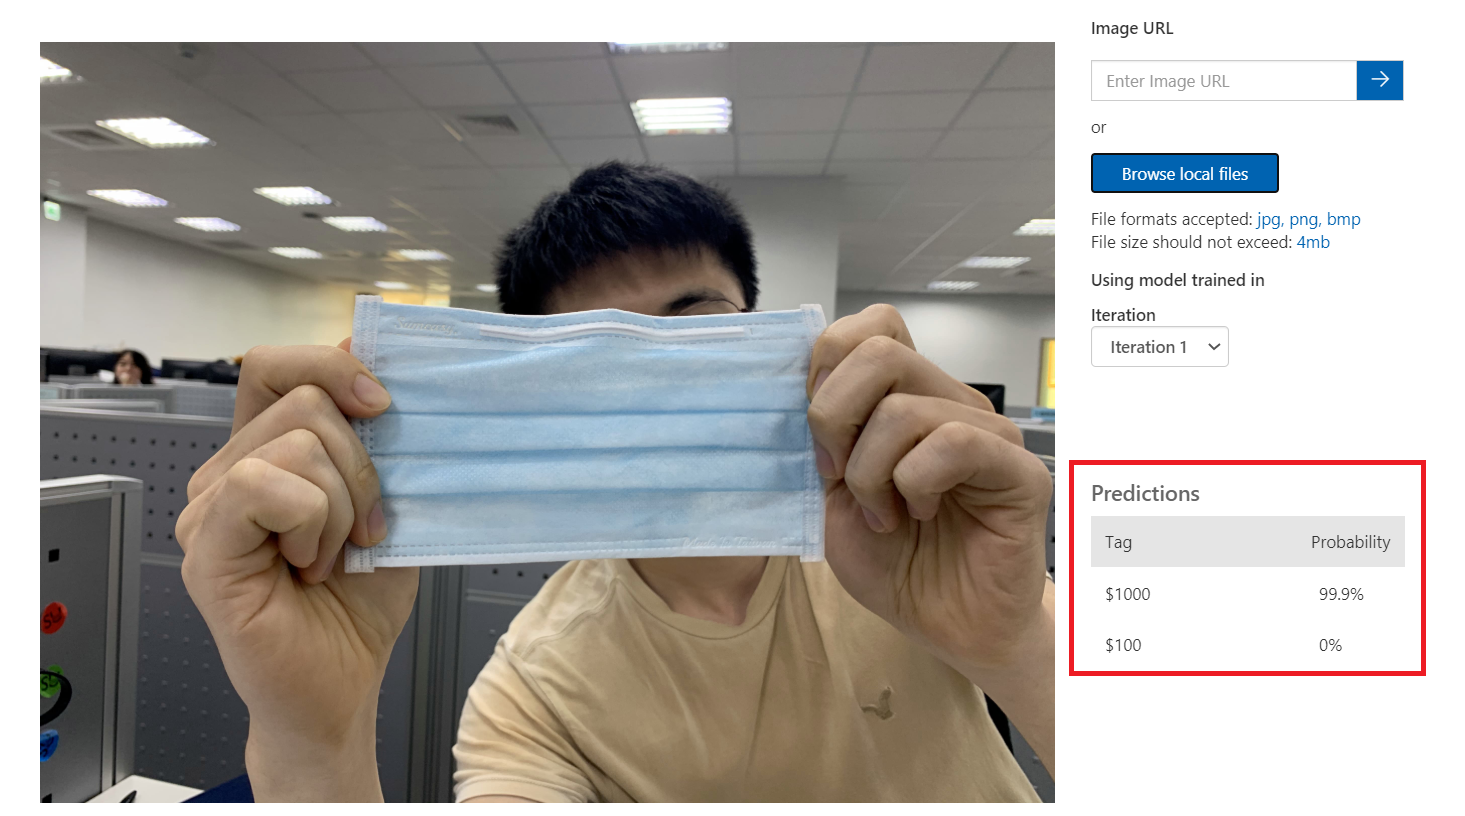 Image URL
Enter Image URL
or
Browse local files
File formats accepted: jpg, png, bmp
File size should not exceed: 4mb
Using model trained in
Iteration
Iteration 1
Predictions
Tag Probability
$1000 99.9%
$100 0%